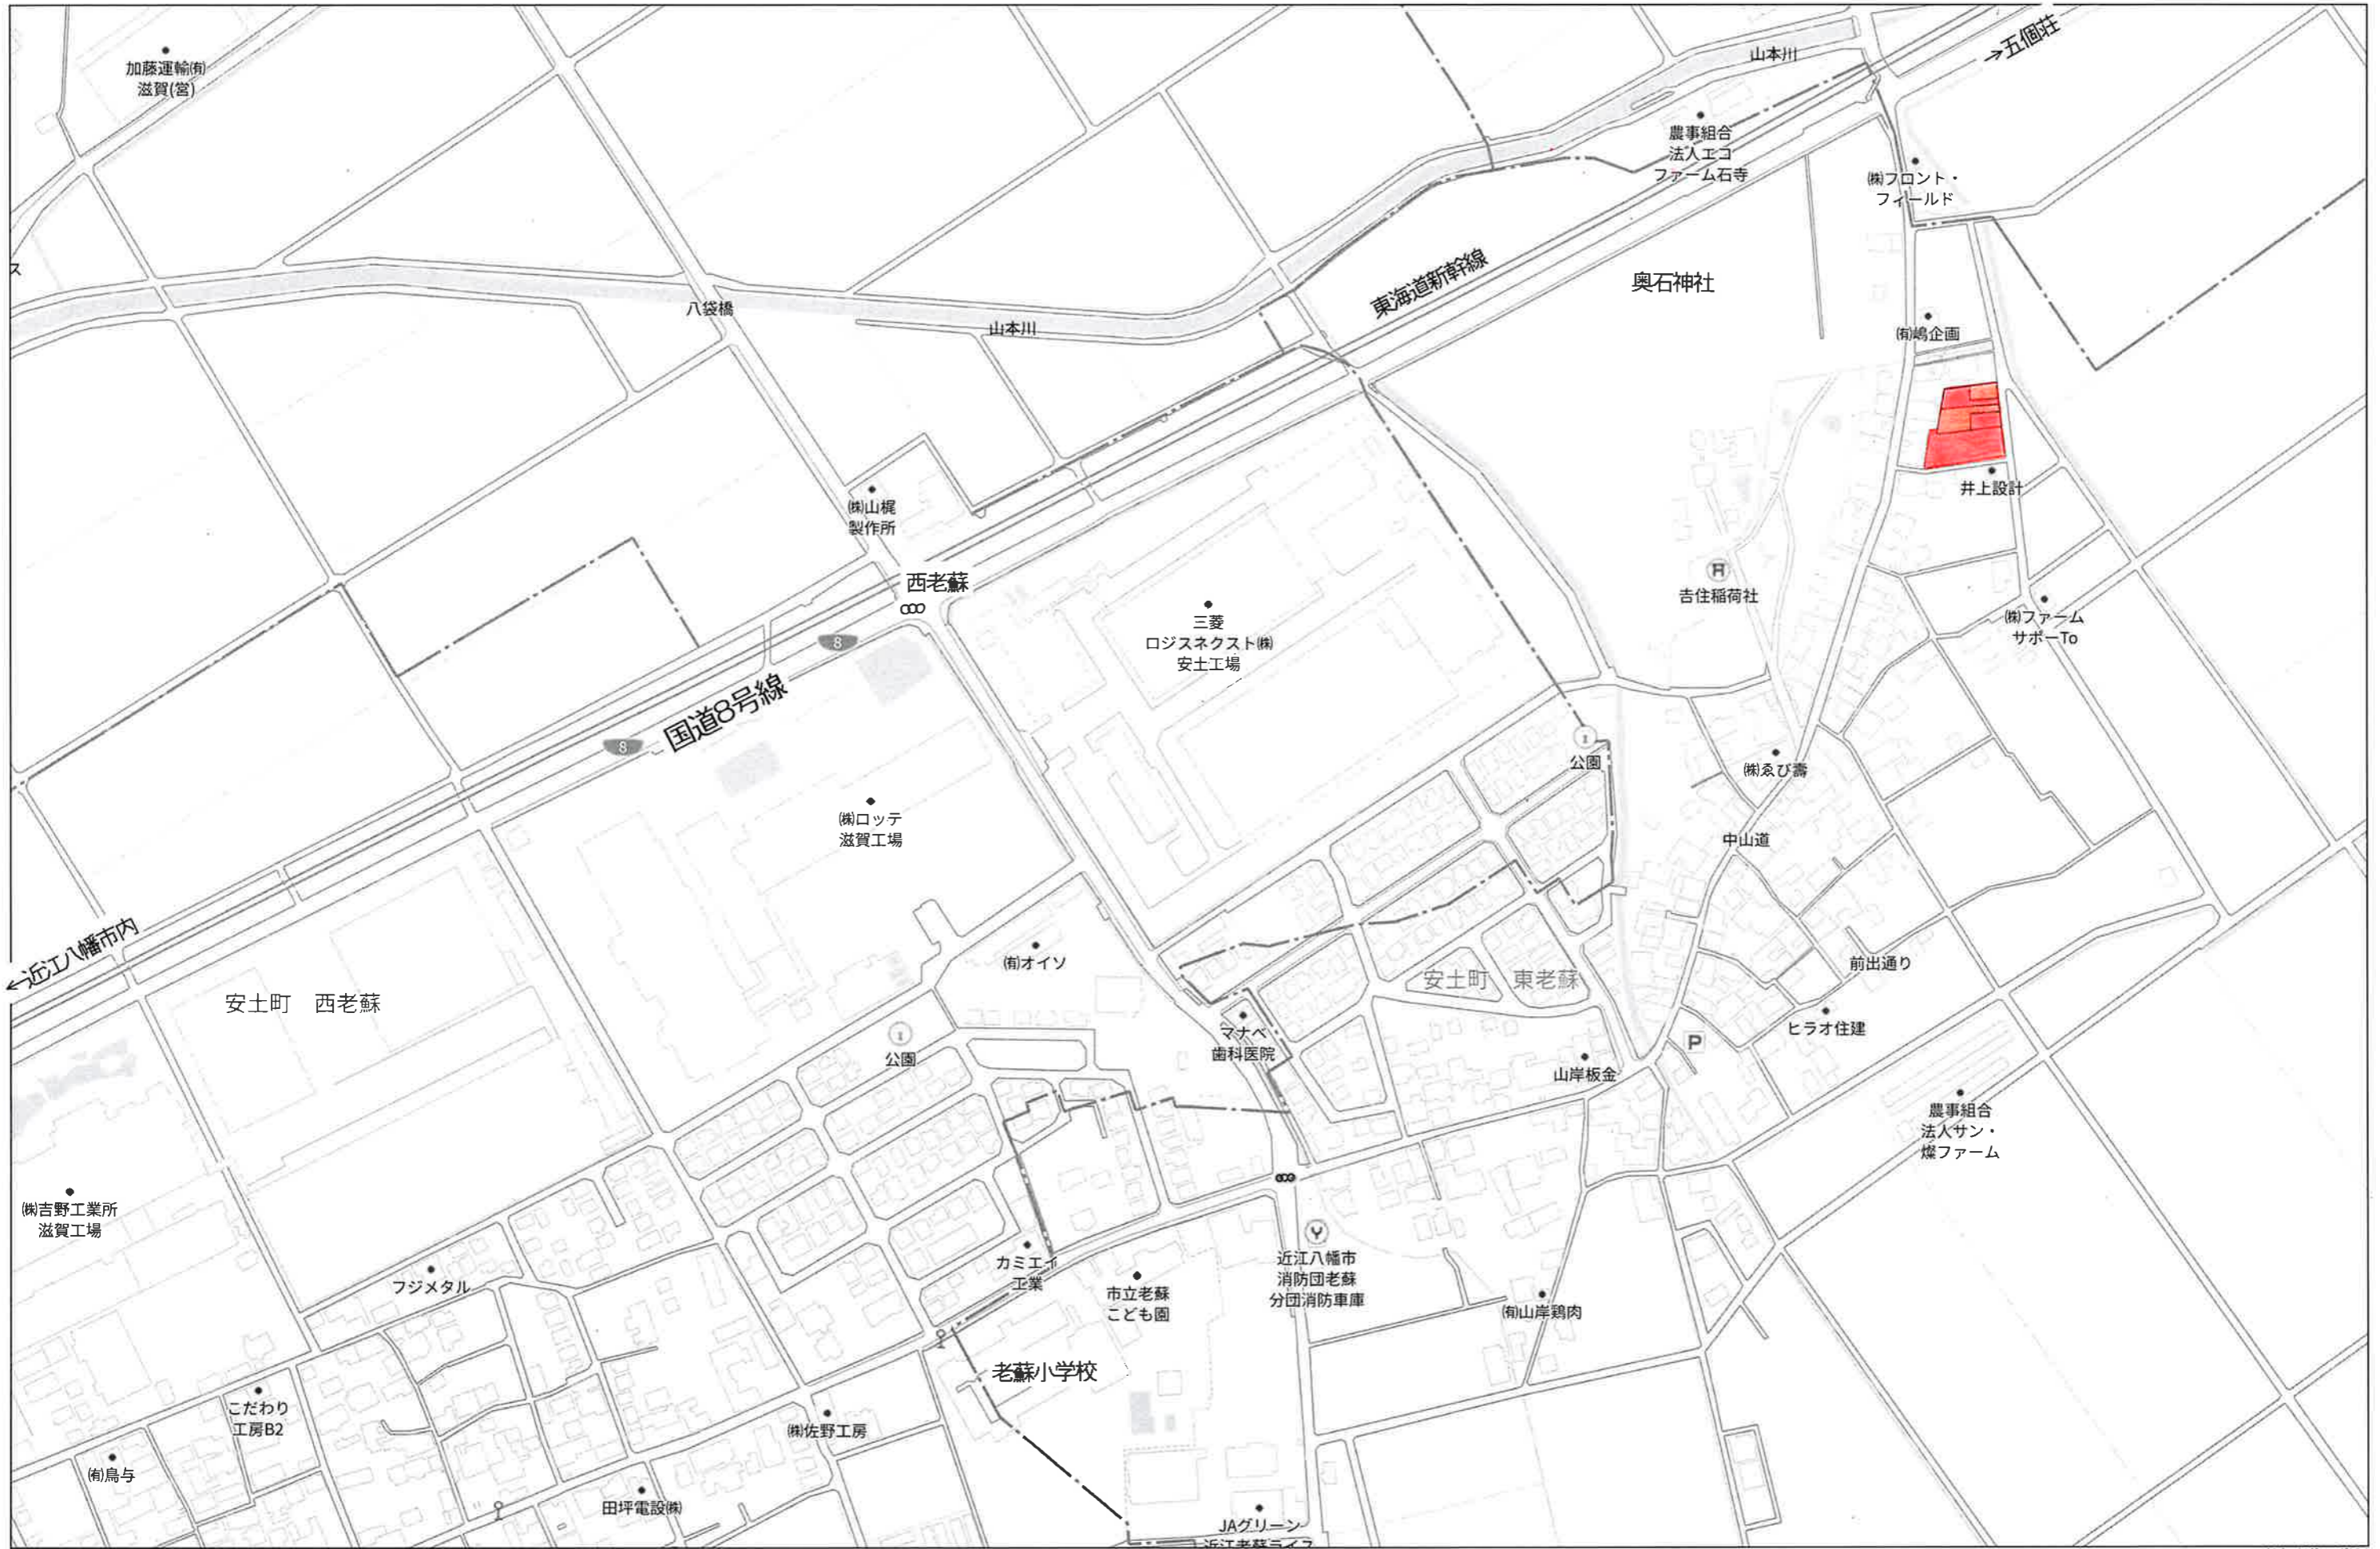 加藤運輸㈲
滋賀(営)
→五個荘
山本川
農事組合
法人エコ
ファーム石寺
㈱フロント・
フィールド
ス
東海道新幹線
奥石神社
八袋橋
山本川
㈲嶋企画
㈱山梶
製作所
井上設計
西老蘇
𠮷住稲荷社
三菱
ロジスネクスト㈱
安土工場
㈱ファーム
サポーTo
8
国道8号線
8
公園
㈱ゑび壽
㈱ロッテ
滋賀工場
中山道
←近江八幡市内
㈲オイソ
前出通り
安土町 東老蘇
安土町 西老蘇
マナベ
歯科医院
ヒラオ住建
P
公園
山岸板金
農事組合
法人サン・
燦ファーム
㈱吉野工業所
滋賀工場
フジメタル
カミエイ
工業
市立老蘇
こども園
近江八幡市
消防団老蘇
分団消防車庫
㈲山岸鶏肉
老蘇小学校
こだわり
工房B2
㈱佐野工房
㈲鳥与
田坪電設㈱
JAグリーン
近江老蘇ライス